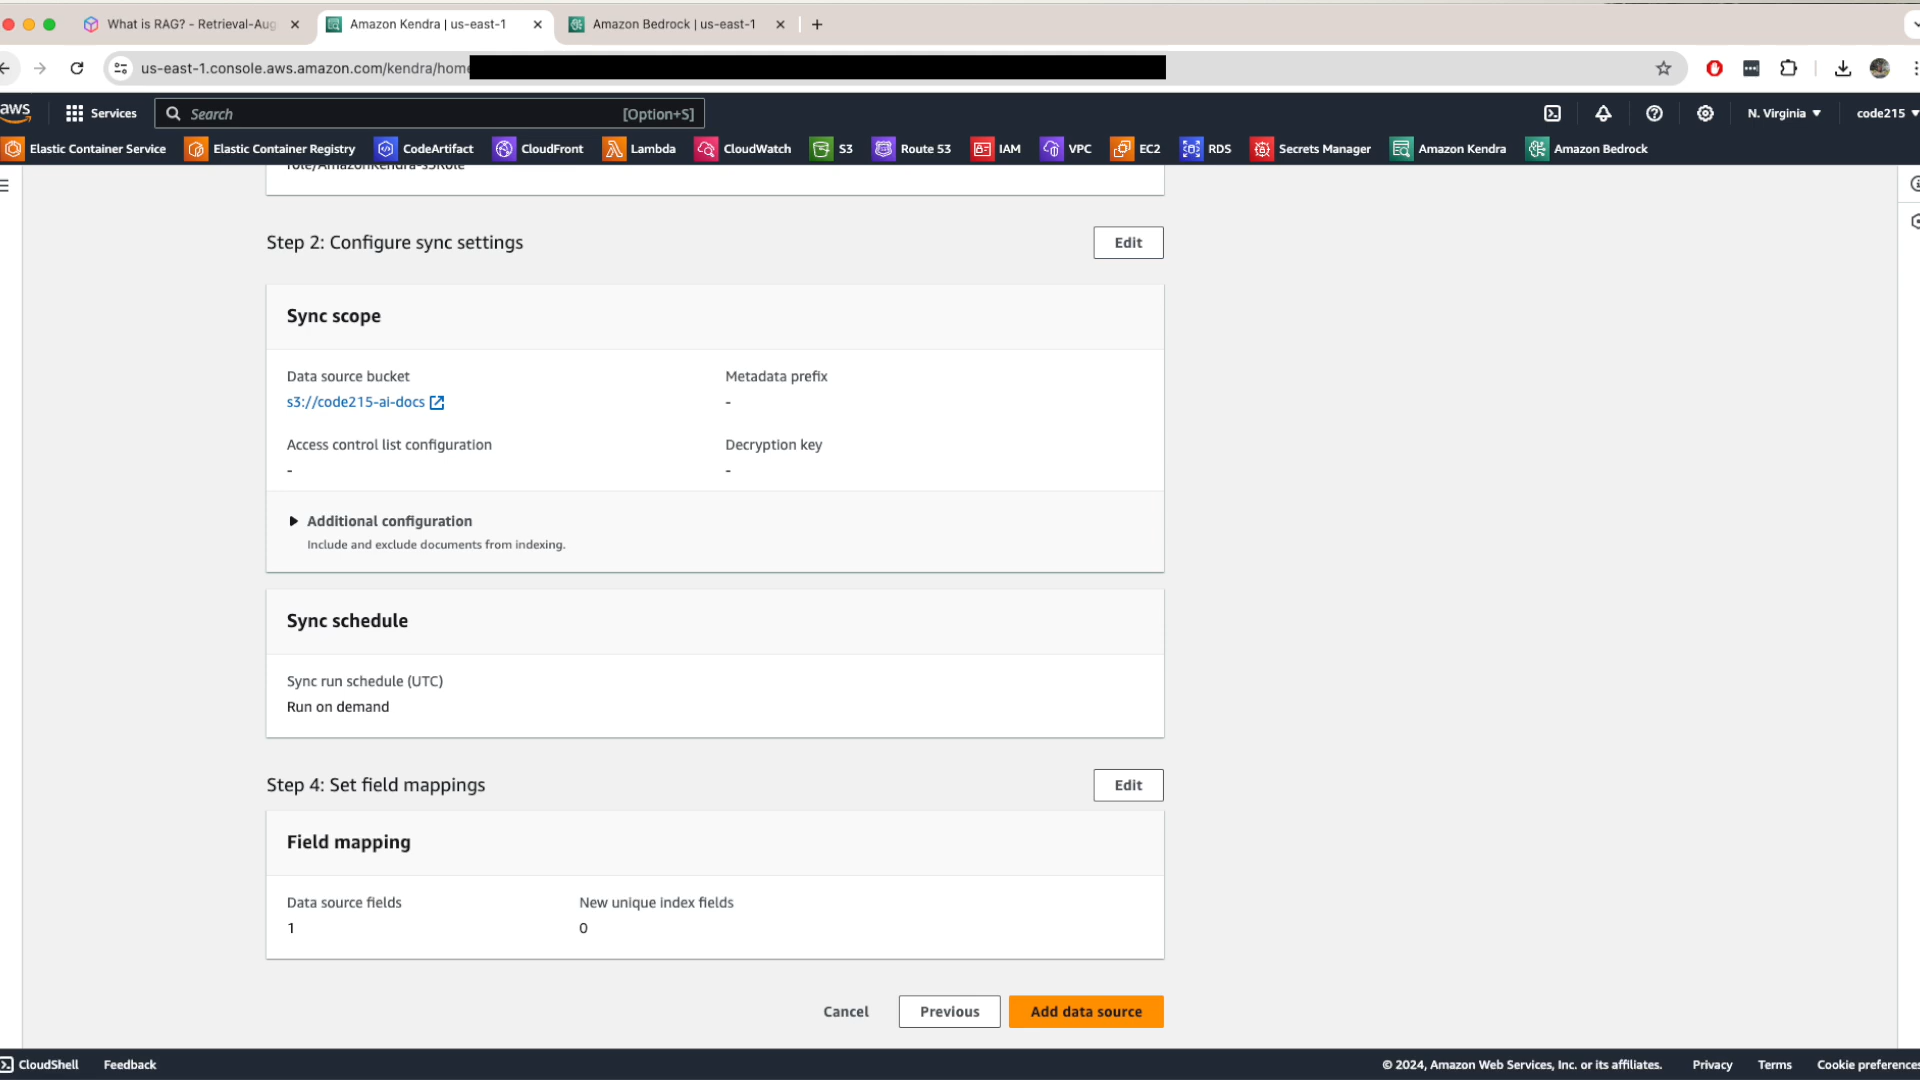 What is RAG? - Retrieval-Aug
Amazon Kendra | us-east-1
Amazon Bedrock | us-east-1
us-east-1.console.aws.amazon.com/kendra/home
aws
Services
Search
[Option+S]
N. Virginia
code215
Elastic Container Service
Elastic Container Registry
CodeArtifact
CloudFront
Lambda
CloudWatch
S3
Route 53
IAM
VPC
EC2
RDS
Secrets Manager
Amazon Kendra
Amazon Bedrock
role/AmazonKendra-s3Role
Step 2: Configure sync settings
Edit
Sync scope
Data source bucket
s3://code215-ai-docs
Metadata prefix
-
Access control list configuration
-
Decryption key
-
Additional configuration
Include and exclude documents from indexing.
Sync schedule
Sync run schedule (UTC)
Run on demand
Step 4: Set field mappings
Edit
Field mapping
Data source fields
1
New unique index fields
0
Cancel
Previous
Add data source
CloudShell
Feedback
© 2024, Amazon Web Services, Inc. or its affiliates.
Privacy
Terms
Cookie preferences